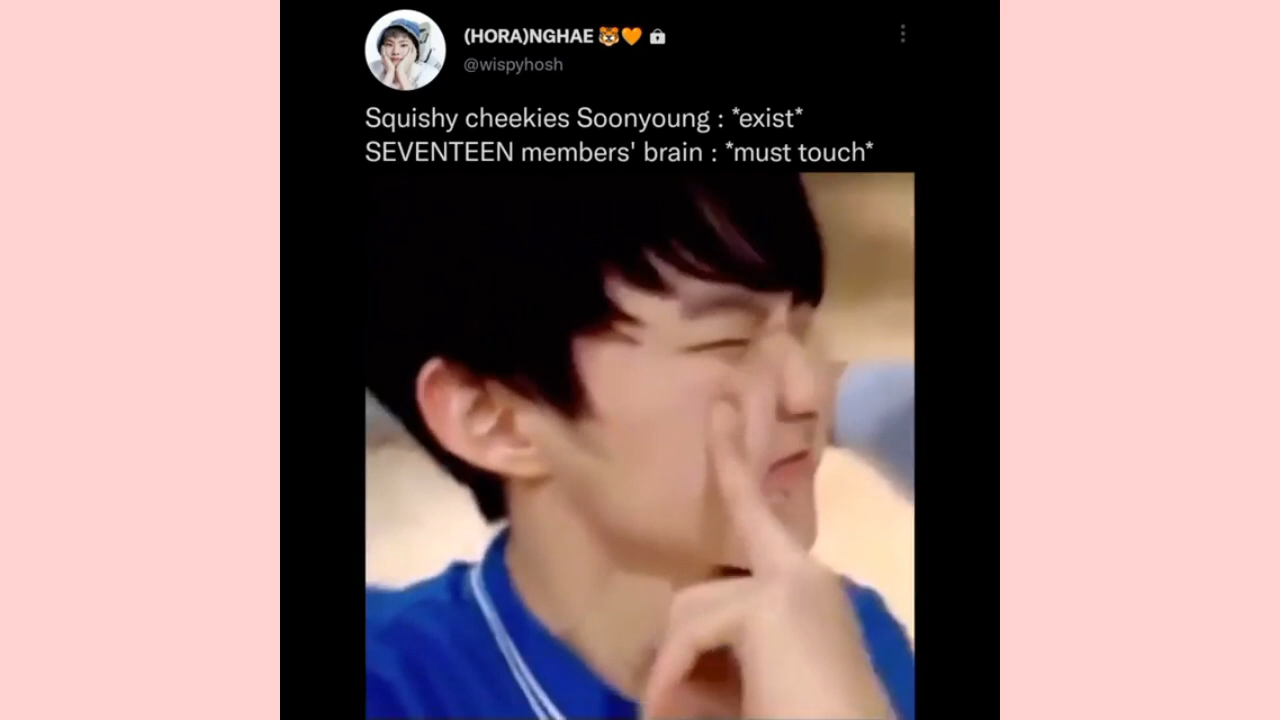 (HORA)NGHAE 🐯🧡 🔒
@wispyhosh
Squishy cheekies Soonyoung : *exist*
SEVENTEEN members' brain : *must touch*